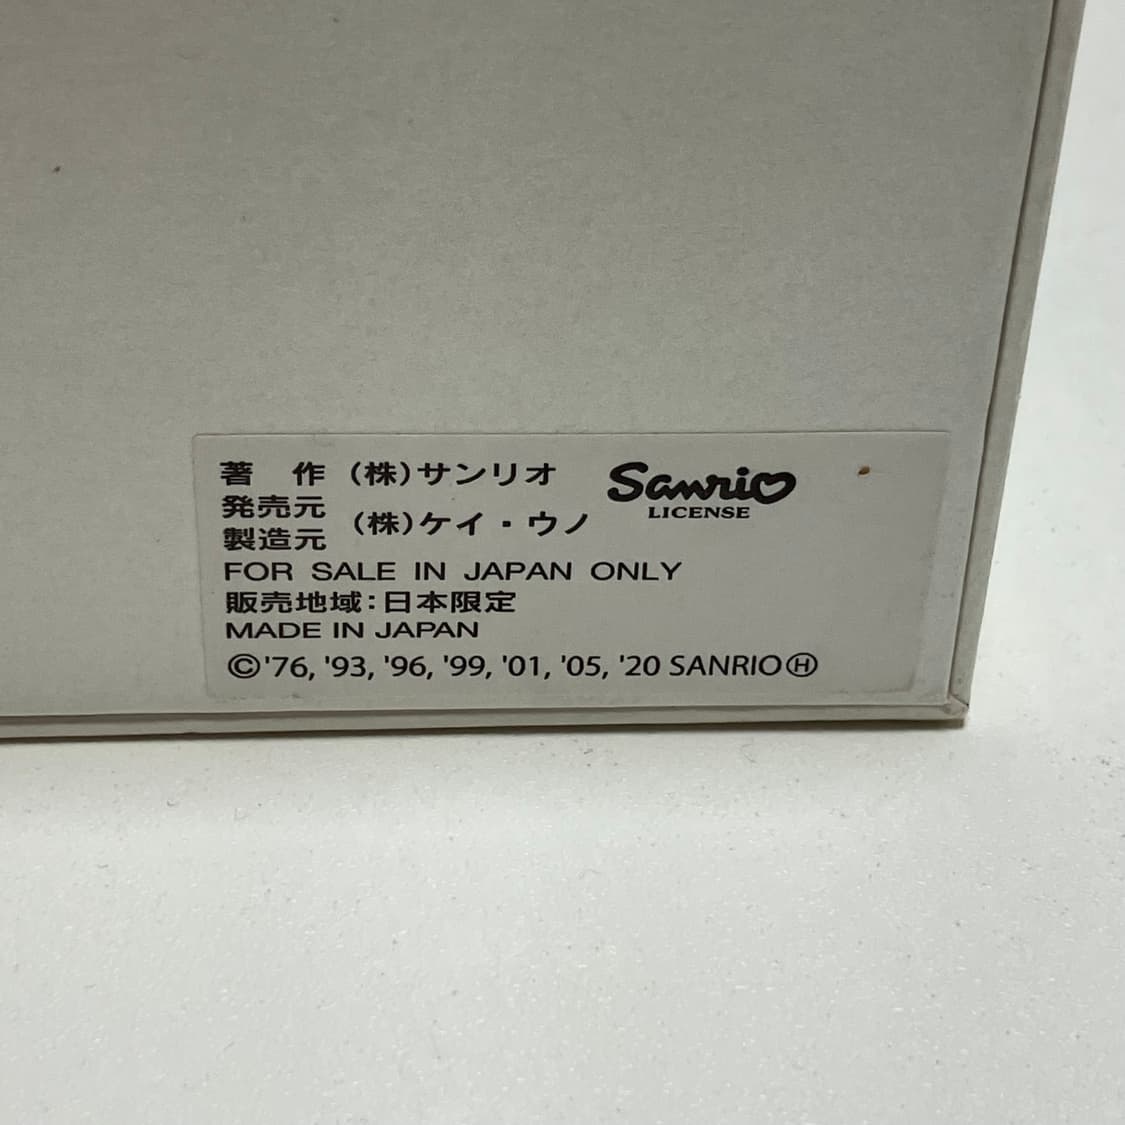 著 作 (株)サンリオ
Sanrio
LICENSE
発売元
製造元
(株)ケイ・ウノ
FOR SALE IN JAPAN ONLY
販売地域:日本限定
MADE IN JAPAN
©'76, '93, '96, '99, '01, '05, '20 SANRIOⒽ